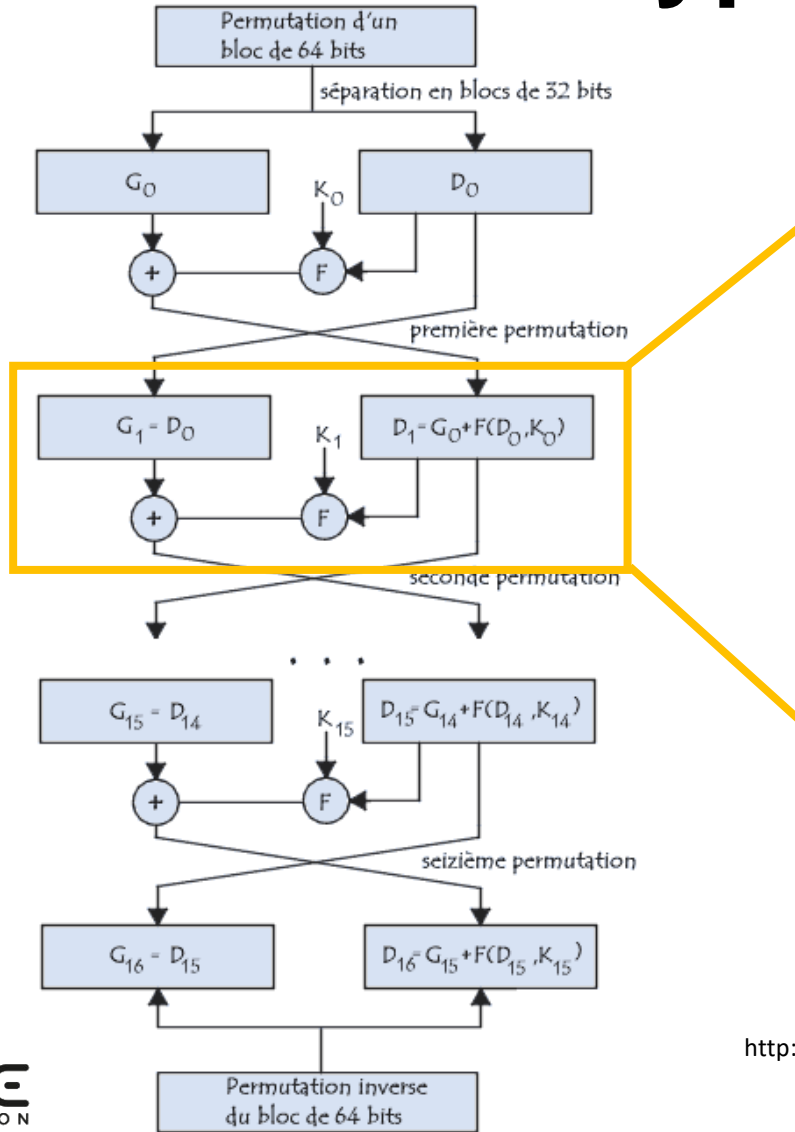 Permutation d'un
bloc de 64 bits
séparation en blocs de 32 bits
G0
K0
D0
+
F
première permutation
G1 = D0
K1
D1=G0+F(D0,K0)
+
F
seconde permutation
. . .
G15 = D14
K15
D15=G14+F(D14,K14)
+
F
seizième permutation
G16 = D15
D16=G15+F(D15,K15)
http:
Permutation inverse
du bloc de 64 bits